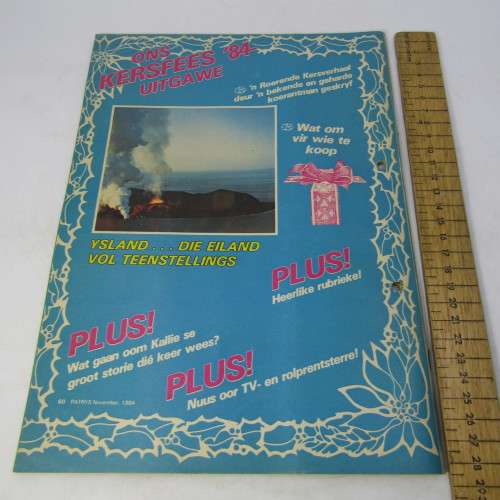 ONS
KERSFEES '84
UITGAWE
'n Roerende Kersverhaal
deur 'n bekende en geharde
koerantman geskryf
Wat om
vir wie te
koop
YSLAND . . . DIE EILAND
VOL TEENSTELLINGS
PLUS!
Heerlike rubrieke!
PLUS!
Wat gaan oom Kallie se
groot storie dié keer wees?
PLUS!
Nuus oor TV- en rolprentsterre!
60 PATRYS November, 1984